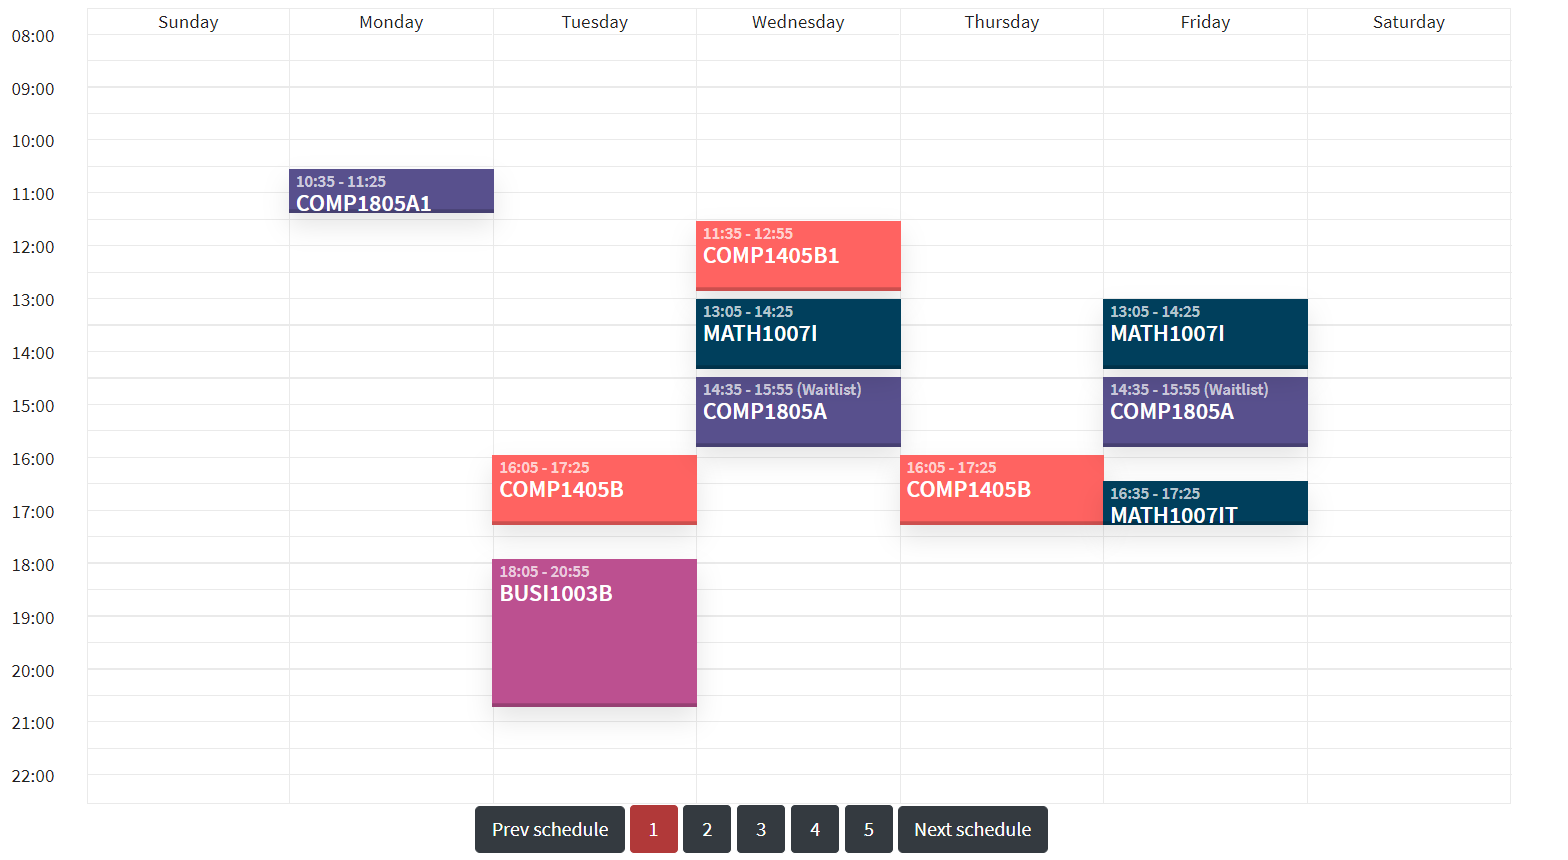 Sunday Monday Tuesday Wednesday Thursday Friday Saturday
08:00
09:00
10:00
10:35 - 11:25
COMP1805A1
11:00
11:35 - 12:55
COMP1405B1
12:00
13:00
13:05 - 14:25 13:05 - 14:25
MATH1007I MATH1007I
14:00
14:35 - 15:55 (Waitlist) 14:35 - 15:55 (Waitlist)
COMP1805A COMP1805A
15:00
16:00
16:05 - 17:25 16:05 - 17:25
COMP1405B COMP1405B
16:35 - 17:25
MATH1007IT
17:00
18:00
18:05 - 20:55
BUSI1003B
19:00
20:00
21:00
22:00
Prev schedule 1 2 3 4 5 Next schedule